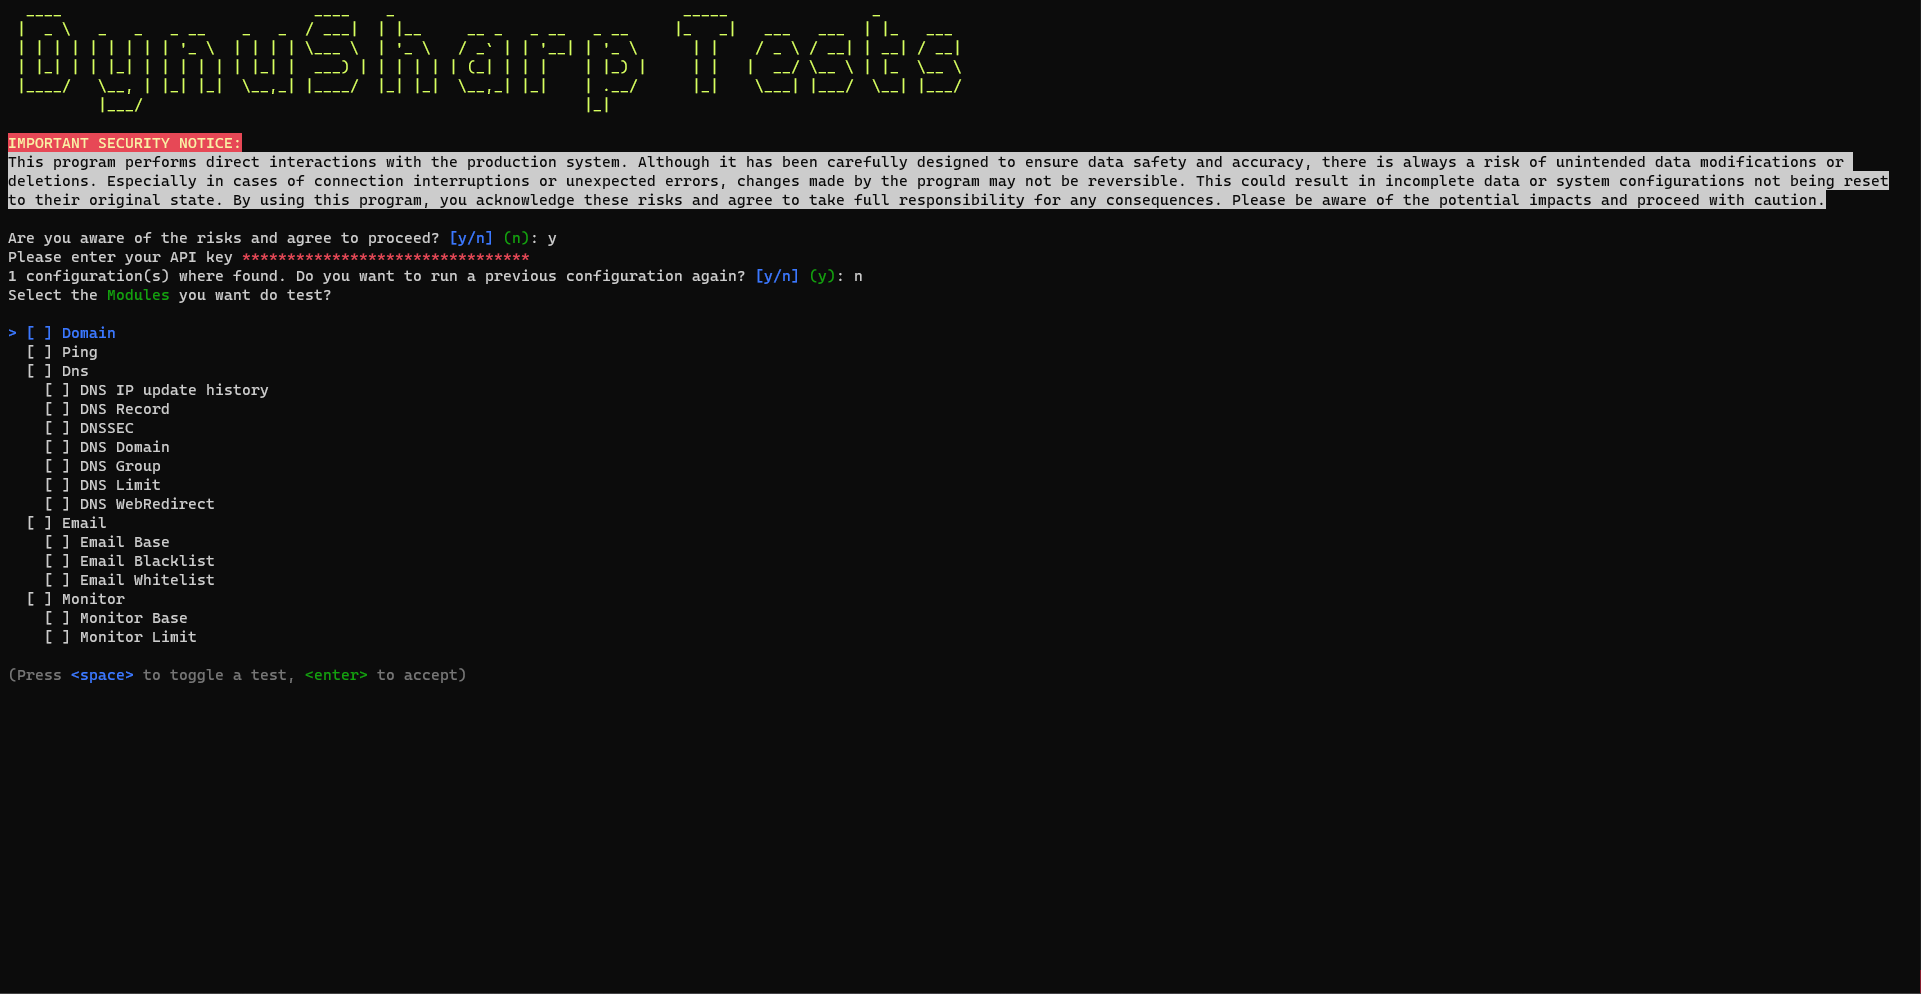 DynuSharp Tests
IMPORTANT SECURITY NOTICE:
This program performs direct interactions with the production system. Although it has been carefully designed to ensure data safety and accuracy, there is always a risk of unintended data modifications or
deletions. Especially in cases of connection interruptions or unexpected errors, changes made by the program may not be reversible. This could result in incomplete data or system configurations not being reset
to their original state. By using this program, you acknowledge these risks and agree to take full responsibility for any consequences. Please be aware of the potential impacts and proceed with caution.
Are you aware of the risks and agree to proceed? [y/n] (n): y
Please enter your API key ********************************
1 configuration(s) where found. Do you want to run a previous configuration again? [y/n] (y): n
Select the Modules you want do test?
> [ ] Domain
[ ] Ping
[ ] Dns
[ ] DNS IP update history
[ ] DNS Record
[ ] DNSSEC
[ ] DNS Domain
[ ] DNS Group
[ ] DNS Limit
[ ] DNS WebRedirect
[ ] Email
[ ] Email Base
[ ] Email Blacklist
[ ] Email Whitelist
[ ] Monitor
[ ] Monitor Base
[ ] Monitor Limit
(Press <space> to toggle a test, <enter> to accept)